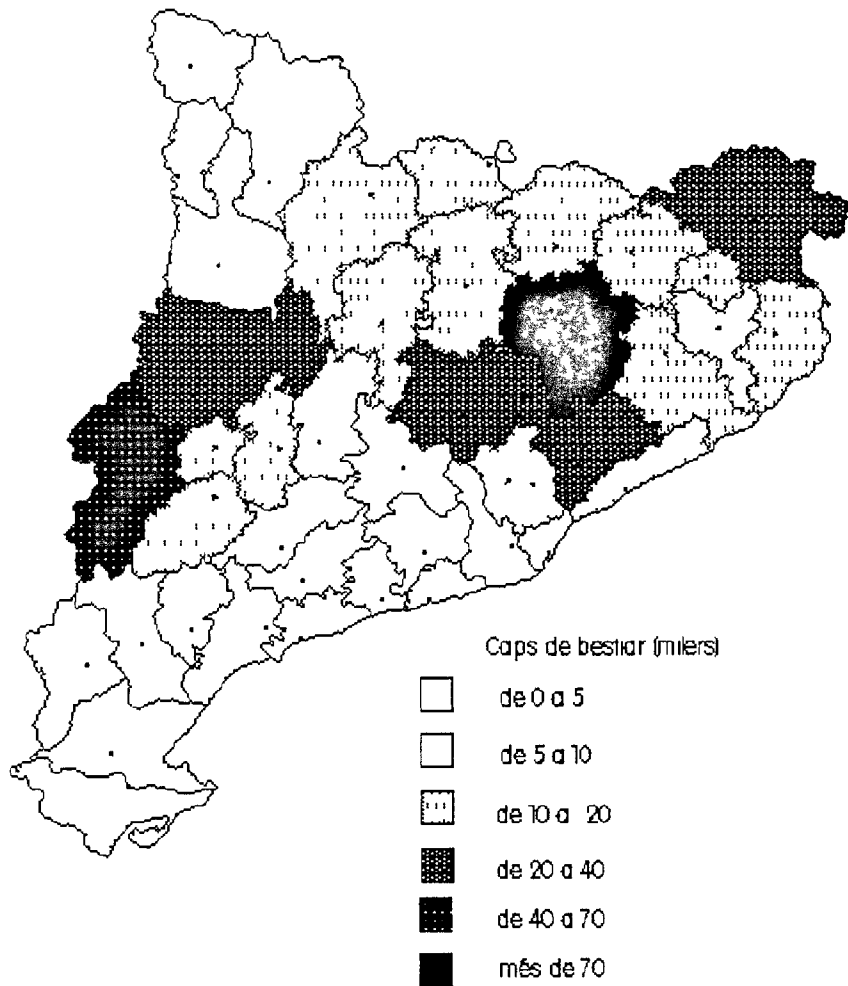 Caps de bestiar (milers)
de 0 a 5
de 5 a 10
de 10 a 20
de 20 a 40
de 40 a 70
més de 70